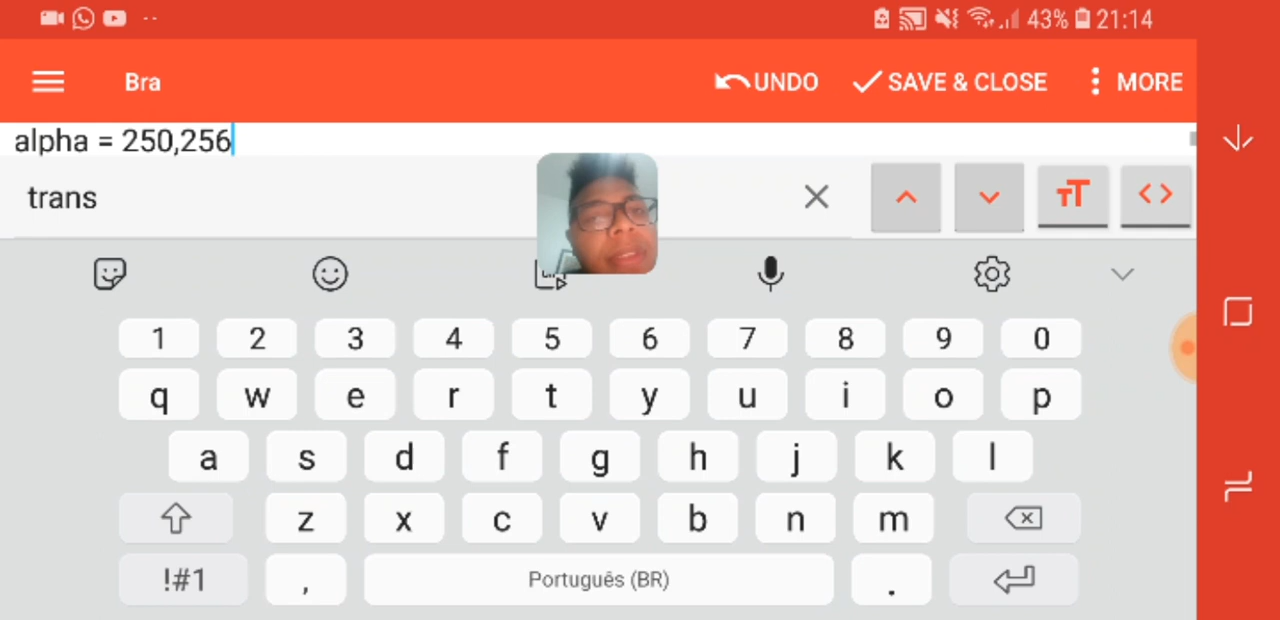 43% 21:14
Bra UNDO SAVE & CLOSE MORE
alpha = 250,256
trans TT < >
1 2 3 4 5 6 7 8 9 0
q w e r t y u i o p
a s d f g h j k l
z x c v b n m
!#1 , Português (BR) .